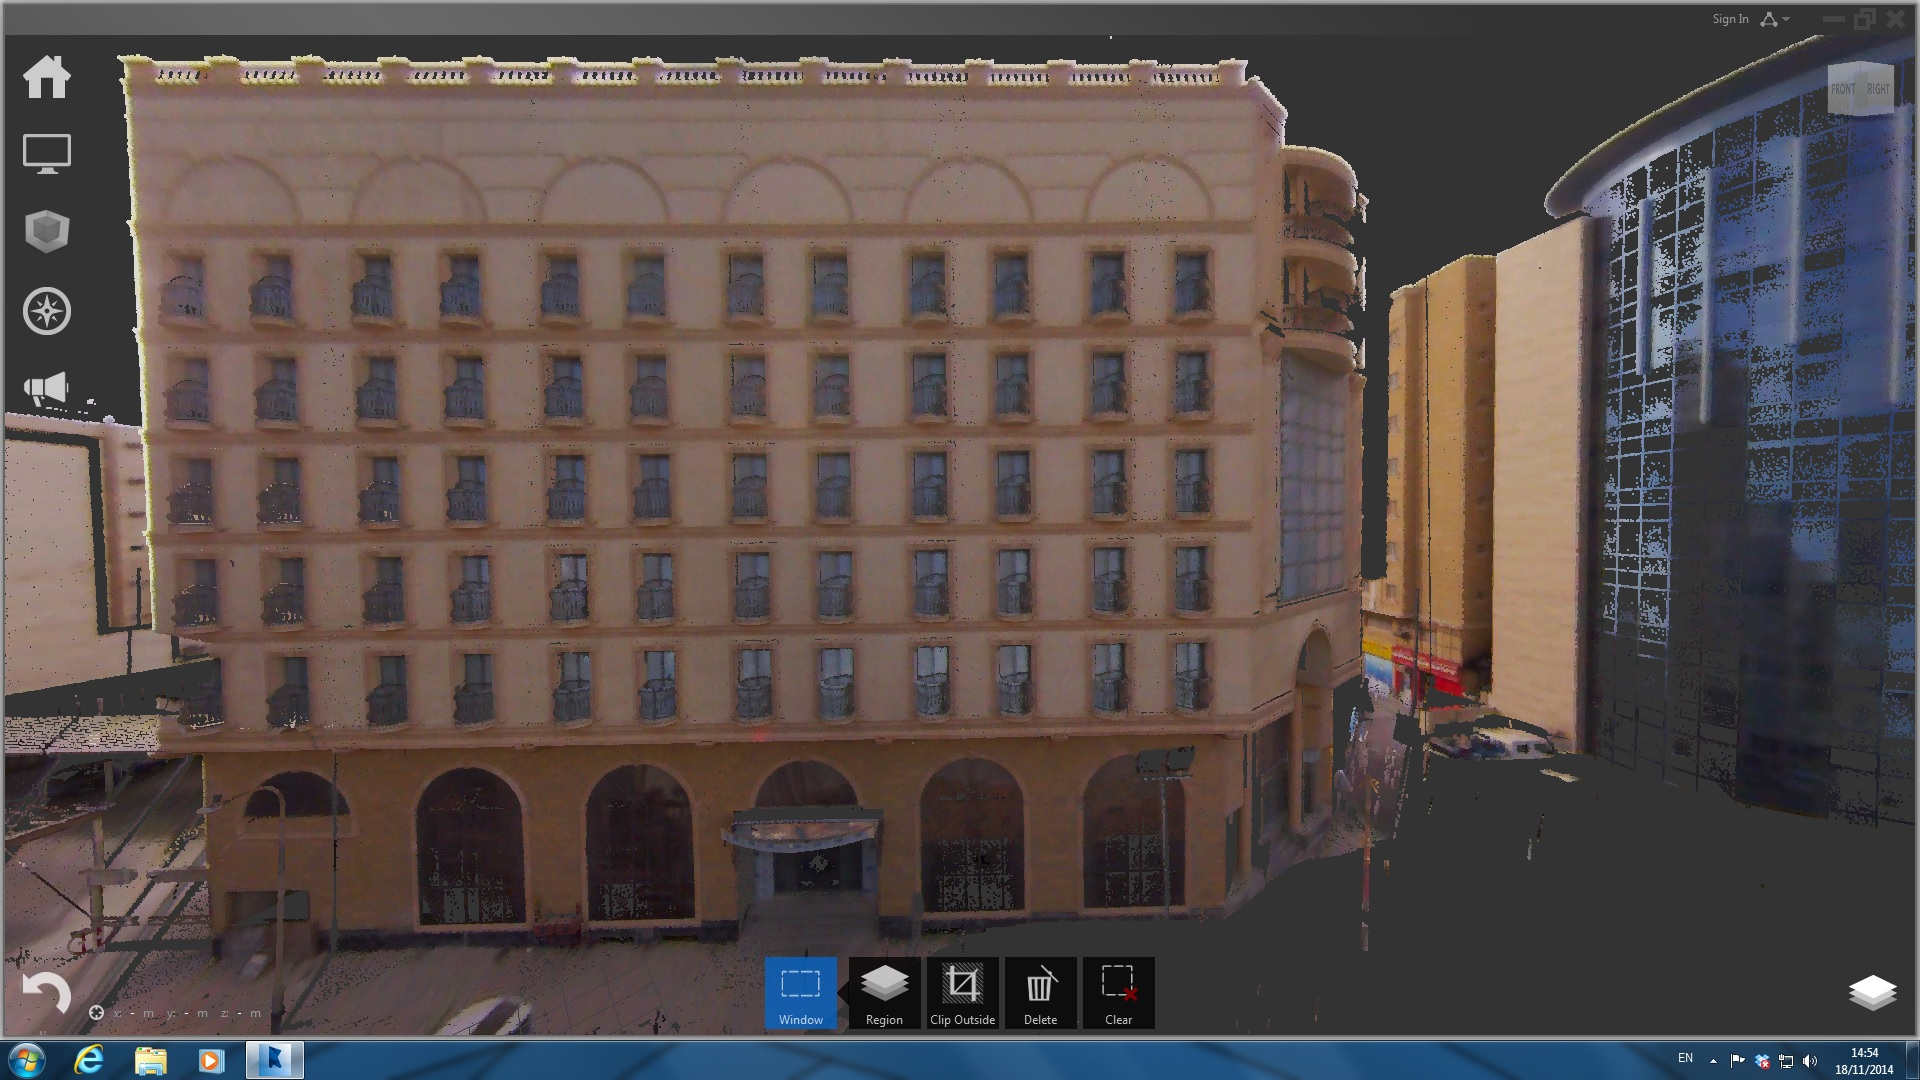 Sign In
FRONT
RIGHT
x: - m y: - m z: - m
Window
Region
Clip Outside
Delete
Clear
EN
14:54
18/11/2014